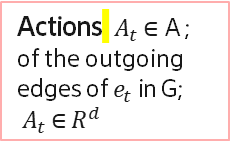 Actions A_t ∈ A ;
of the outgoing
edges of e_t in G;
A_t ∈ R^d